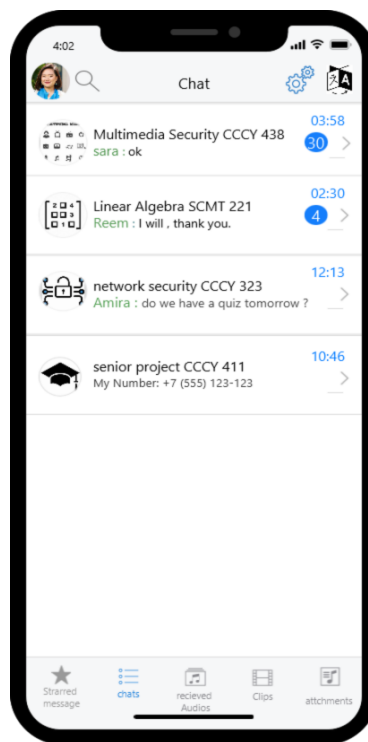 4:02
Chat
A
03:58
Multimedia Security CCCY 438
30
sara : ok
02:30
Linear Algebra SCMT 221
4
Reem : I will , thank you.
12:13
network security CCCY 323
Amira : do we have a quiz tomorrow ?
10:46
senior project CCCY 411
My Number: +7 (555) 123-123
Strarred
message
chats
recieved
Audios
Clips
attchments